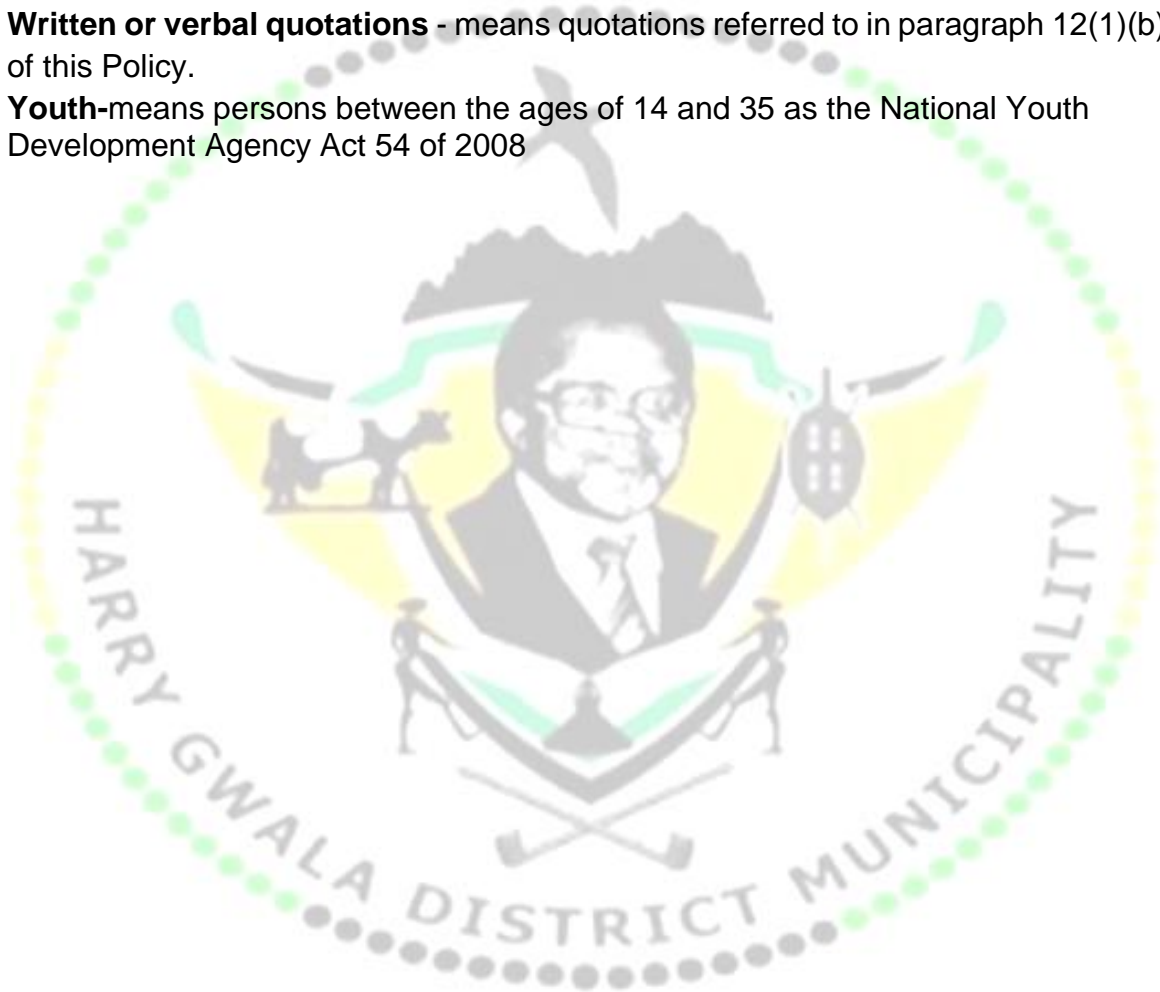 Written or verbal quotations - means quotations referred to in paragraph 12(1)(b)
of this Policy.
Youth-means persons between the ages of 14 and 35 as the National Youth
Development Agency Act 54 of 2008
HARRY GWALA DISTRICT MUNICIPALITY